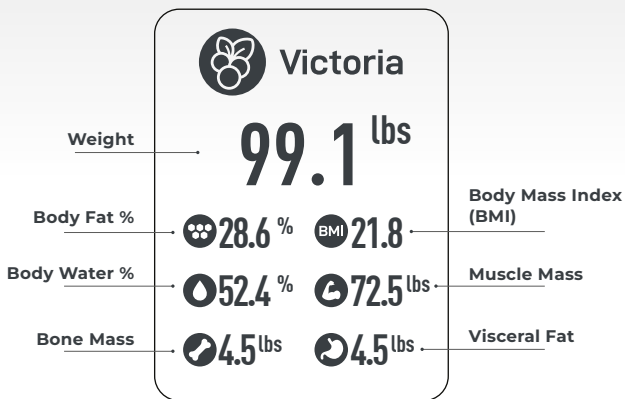 Victoria
Weight
99.1 lbs
Body Fat %
28.6 %
BMI 21.8
Body Mass Index
(BMI)
Body Water %
52.4 %
72.5 lbs
Muscle Mass
Bone Mass
4.5 lbs
4.5 lbs
Visceral Fat